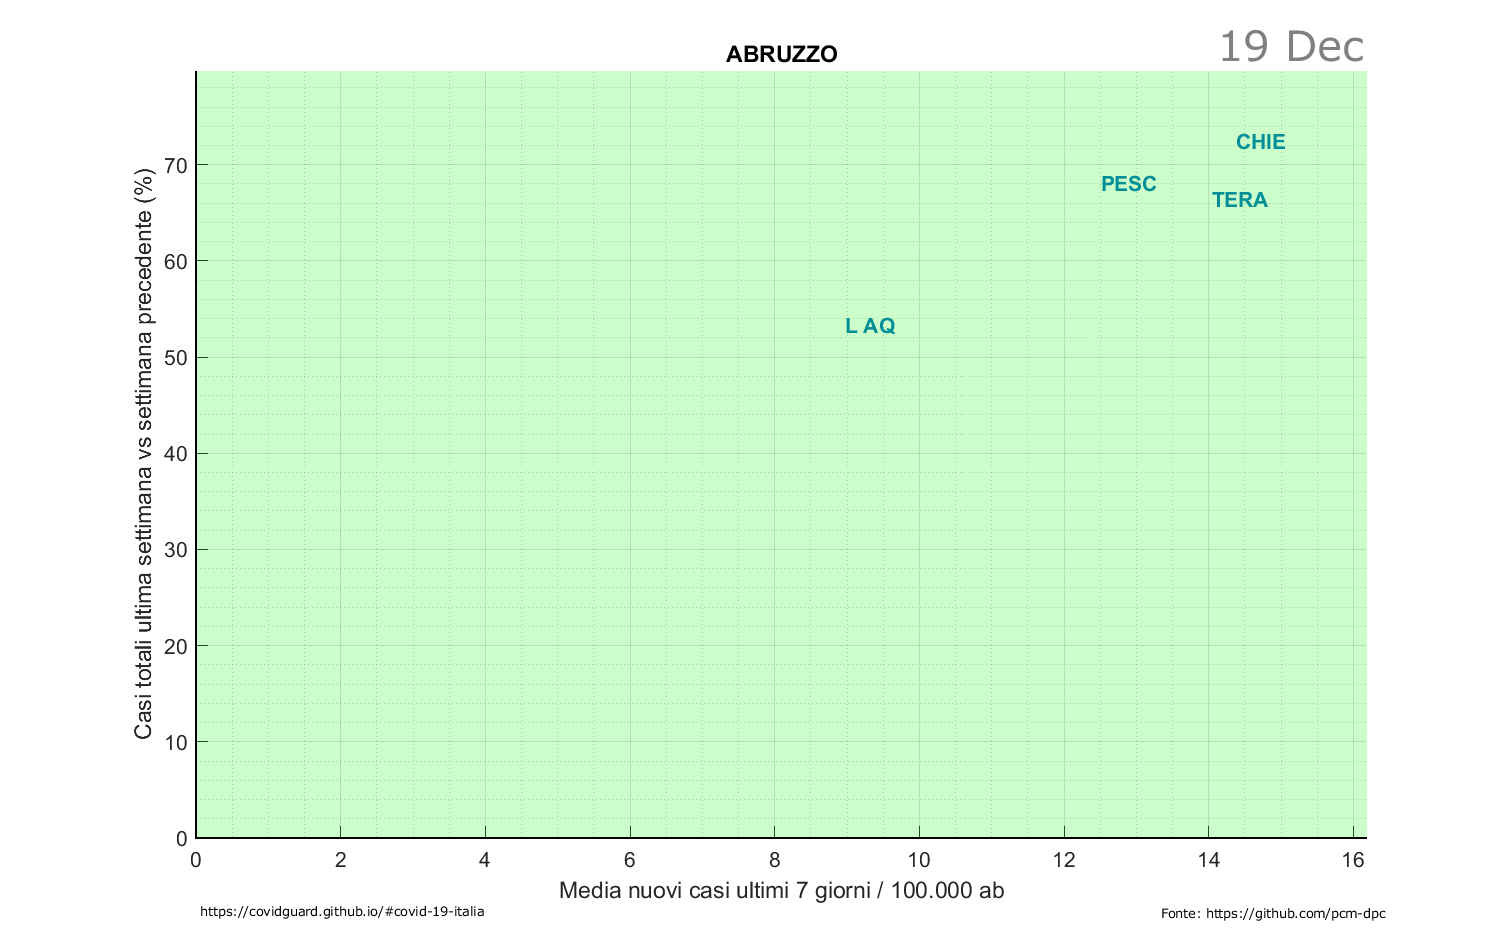 19 Dec
ABRUZZO
CHIE
PESC
TERA
L AQ
Casi totali ultima settimana vs settimana precedente (%)
70
60
50
40
30
20
10
0
0 2 4 6 8 10 12 14 16
Media nuovi casi ultimi 7 giorni / 100.000 ab
https://covidguard.github.io/#covid-19-italia
Fonte: https://github.com/pcm-dpc